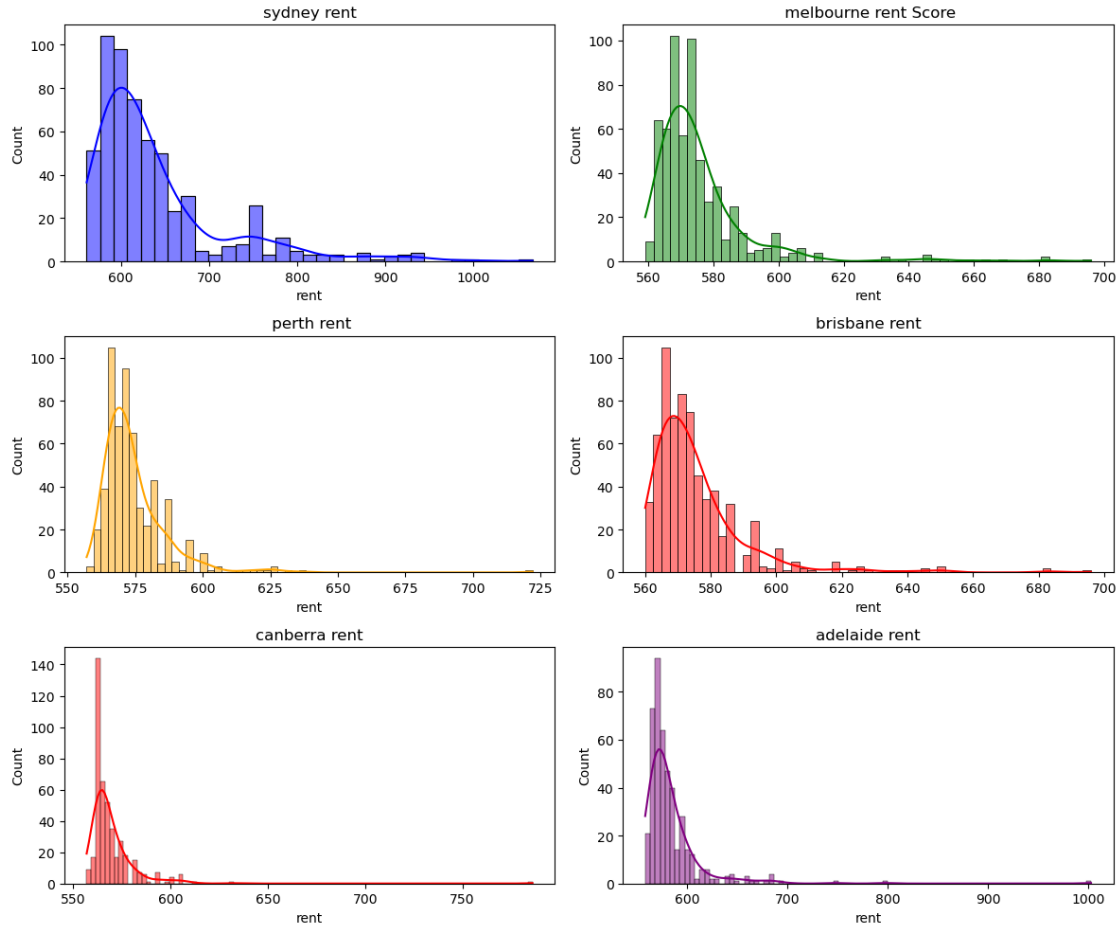 sydney rent
100
80
60
40
20
0
Count
600 700 800 900 1000
rent
melbourne rent Score
100
80
60
40
20
0
Count
560 580 600 620 640 660 680 700
rent
perth rent
100
80
60
40
20
0
Count
550 575 600 625 650 675 700 725
rent
brisbane rent
100
80
60
40
20
0
Count
560 580 600 620 640 660 680 700
rent
canberra rent
140
120
100
80
60
40
20
0
Count
550 600 650 700 750
rent
adelaide rent
80
60
40
20
0
Count
600 700 800 900 1000
rent